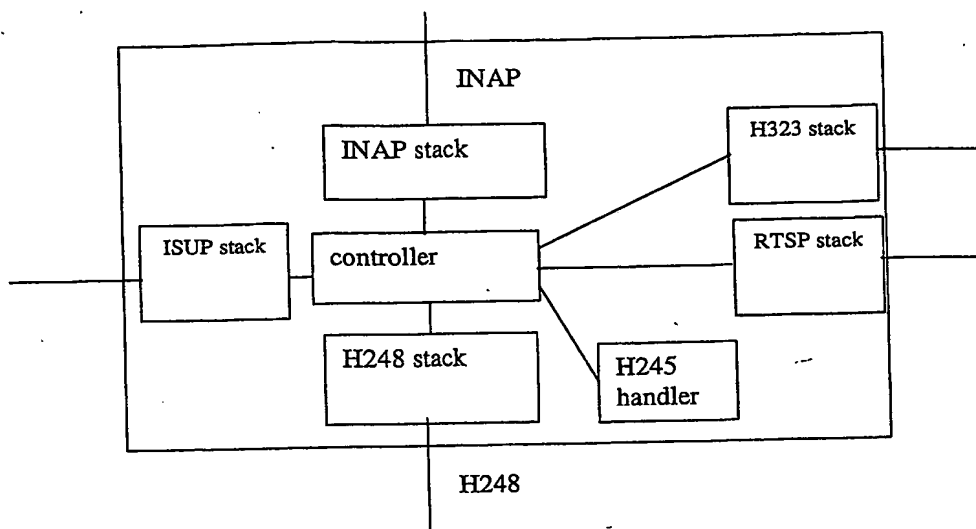 INAP
INAP stack
H323 stack
ISUP stack
controller
RTSP stack
H248 stack
H245
handler
H248